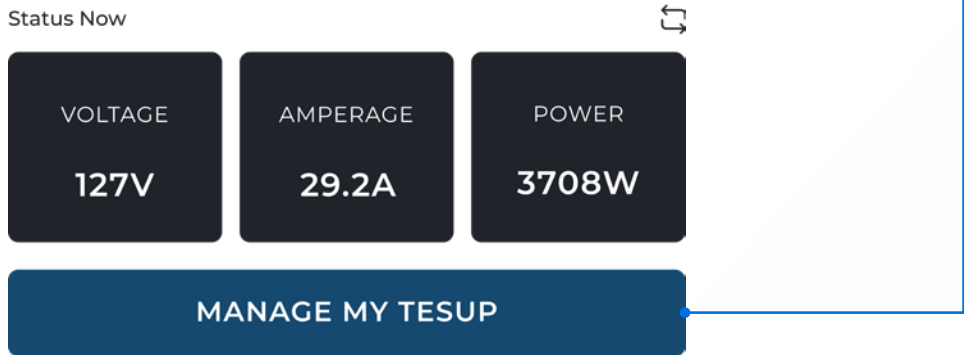 Status Now
VOLTAGE
127V
AMPERAGE
29.2A
POWER
3708W
MANAGE MY TESUP